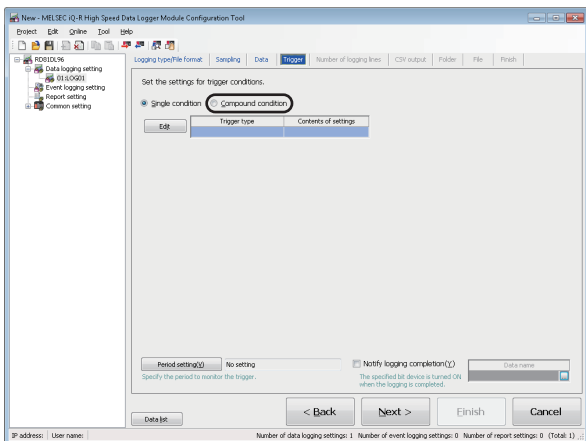 New - MELSEC iQ-R High Speed Data Logger Module Configuration Tool
Project Edit Online Tool Help
RD81DL96
Data logging setting
01:LOG01
Event logging setting
Report setting
Common setting
Logging type/File format Sampling Data Trigger Number of logging lines CSV output Folder File Finish
Set the settings for trigger conditions.
Single condition Compound condition
Edit Trigger type Contents of settings
Period setting(V) No setting Notify logging completion(Y) Data name
Specify the period to monitor the trigger. The specified bit device is turned ON
when the logging is completed.
Data list < Back Next > Finish Cancel
IP address: User name: Number of data logging settings: 1 Number of event logging settings: 0 Number of report settings: 0 (Total: 1)